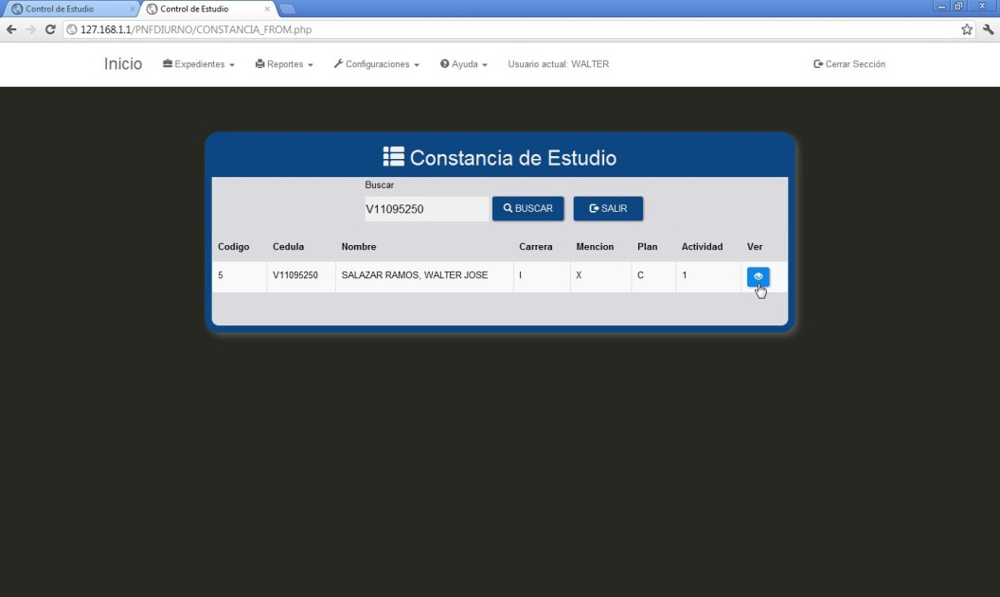 Control de Estudio
Control de Estudio
127.168.1.1/PNFDIURNO/CONSTANCIA_FROM.php
Inicio Expedientes Reportes Configuraciones Ayuda Usuario actual: WALTER Cerrar Sección
Constancia de Estudio
Buscar
V11095250 BUSCAR SALIR
Codigo Cedula Nombre Carrera Mencion Plan Actividad Ver
5 V11095250 SALAZAR RAMOS, WALTER JOSE I X C 1